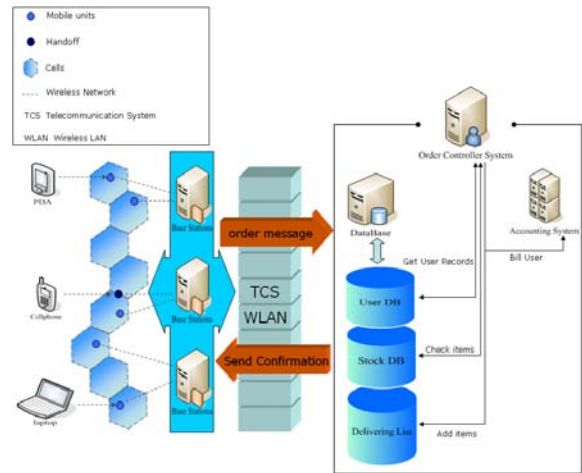 Mobile units
Handoff
Cells
Wireless Network
TCS Telecommunication System
WLAN Wireless LAN
PDA
Cellphone
laptop
Base Stations
Base Stations
Base Stations
TCS
WLAN
order message
Send Confirmation
Order Controller System
DataBase
Accounting System
Get User Records
Bill User
User DB
Check items
Stock DB
Delivering List
Add items